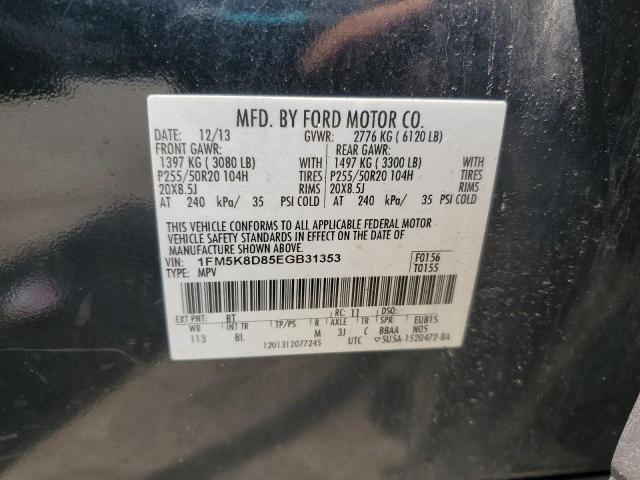 MFD. BY FORD MOTOR CO.
DATE: 12/13 GVWR: 2776 KG ( 6120 LB)
FRONT GAWR: REAR GAWR:
1397 KG ( 3080 LB) WITH 1497 KG ( 3300 LB) WITH
P255/50R20 104H TIRES P255/50R20 104H TIRES
20X8.5J RIMS 20X8.5J RIMS
AT 240 kPa/ 35 PSI COLD AT 240 kPa/ 35 PSI COLD
THIS VEHICLE CONFORMS TO ALL APPLICABLE FEDERAL MOTOR
VEHICLE SAFETY STANDARDS IN EFFECT ON THE DATE OF
MANUFACTURE SHOWN ABOVE.
VIN: 1FM5K8D85EGB31353 F0156
TYPE: MPV T0155
EXT PNT: BT RC: 11 DSO:
WB INT TR TP/PS R AXLE TR SPR EUB15
113 BL M 3J C BBAA N05
1201312077245 UTC 5U5A-1520472-BA